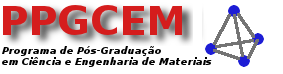 PPGCEM
Programa de Pós-Graduação
em Ciência e Engenharia de Materiais